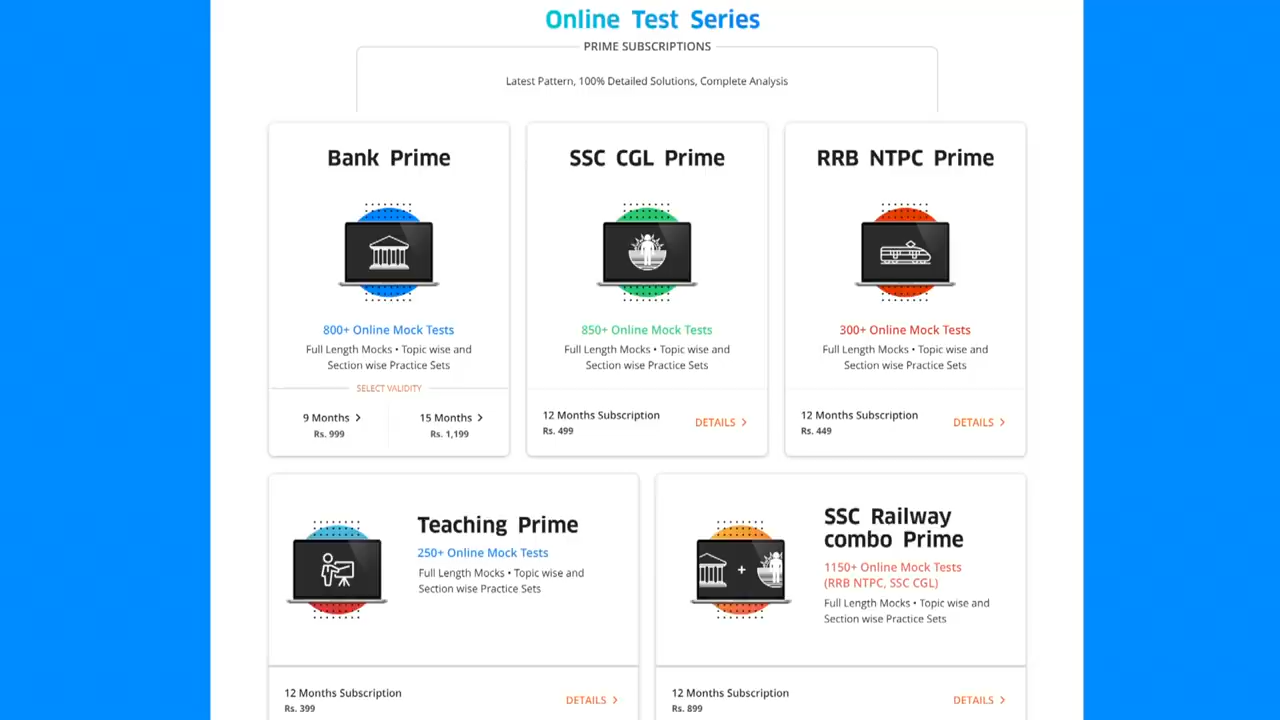 Online Test Series
PRIME SUBSCRIPTIONS
Latest Pattern, 100% Detailed Solutions, Complete Analysis
Bank Prime
800+ Online Mock Tests
Full Length Mocks • Topic wise and
Section wise Practice Sets
SELECT VALIDITY
9 Months >
Rs. 999
15 Months >
Rs. 1,199
SSC CGL Prime
850+ Online Mock Tests
Full Length Mocks • Topic wise and
Section wise Practice Sets
12 Months Subscription
Rs. 499
DETAILS >
RRB NTPC Prime
300+ Online Mock Tests
Full Length Mocks • Topic wise and
Section wise Practice Sets
12 Months Subscription
Rs. 449
DETAILS >
Teaching Prime
250+ Online Mock Tests
Full Length Mocks • Topic wise and
Section wise Practice Sets
12 Months Subscription
Rs. 399
DETAILS >
+
SSC Railway
combo Prime
1150+ Online Mock Tests
(RRB NTPC, SSC CGL)
Full Length Mocks • Topic wise and
Section wise Practice Sets
12 Months Subscription
Rs. 899
DETAILS >